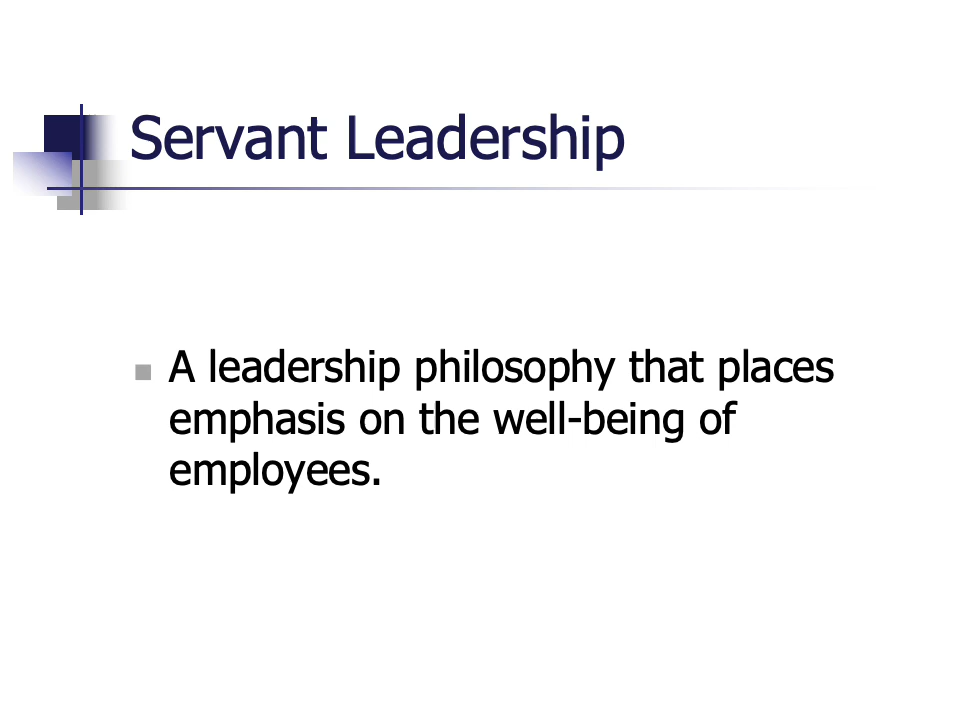 Servant Leadership
A leadership philosophy that places
emphasis on the well-being of
employees.